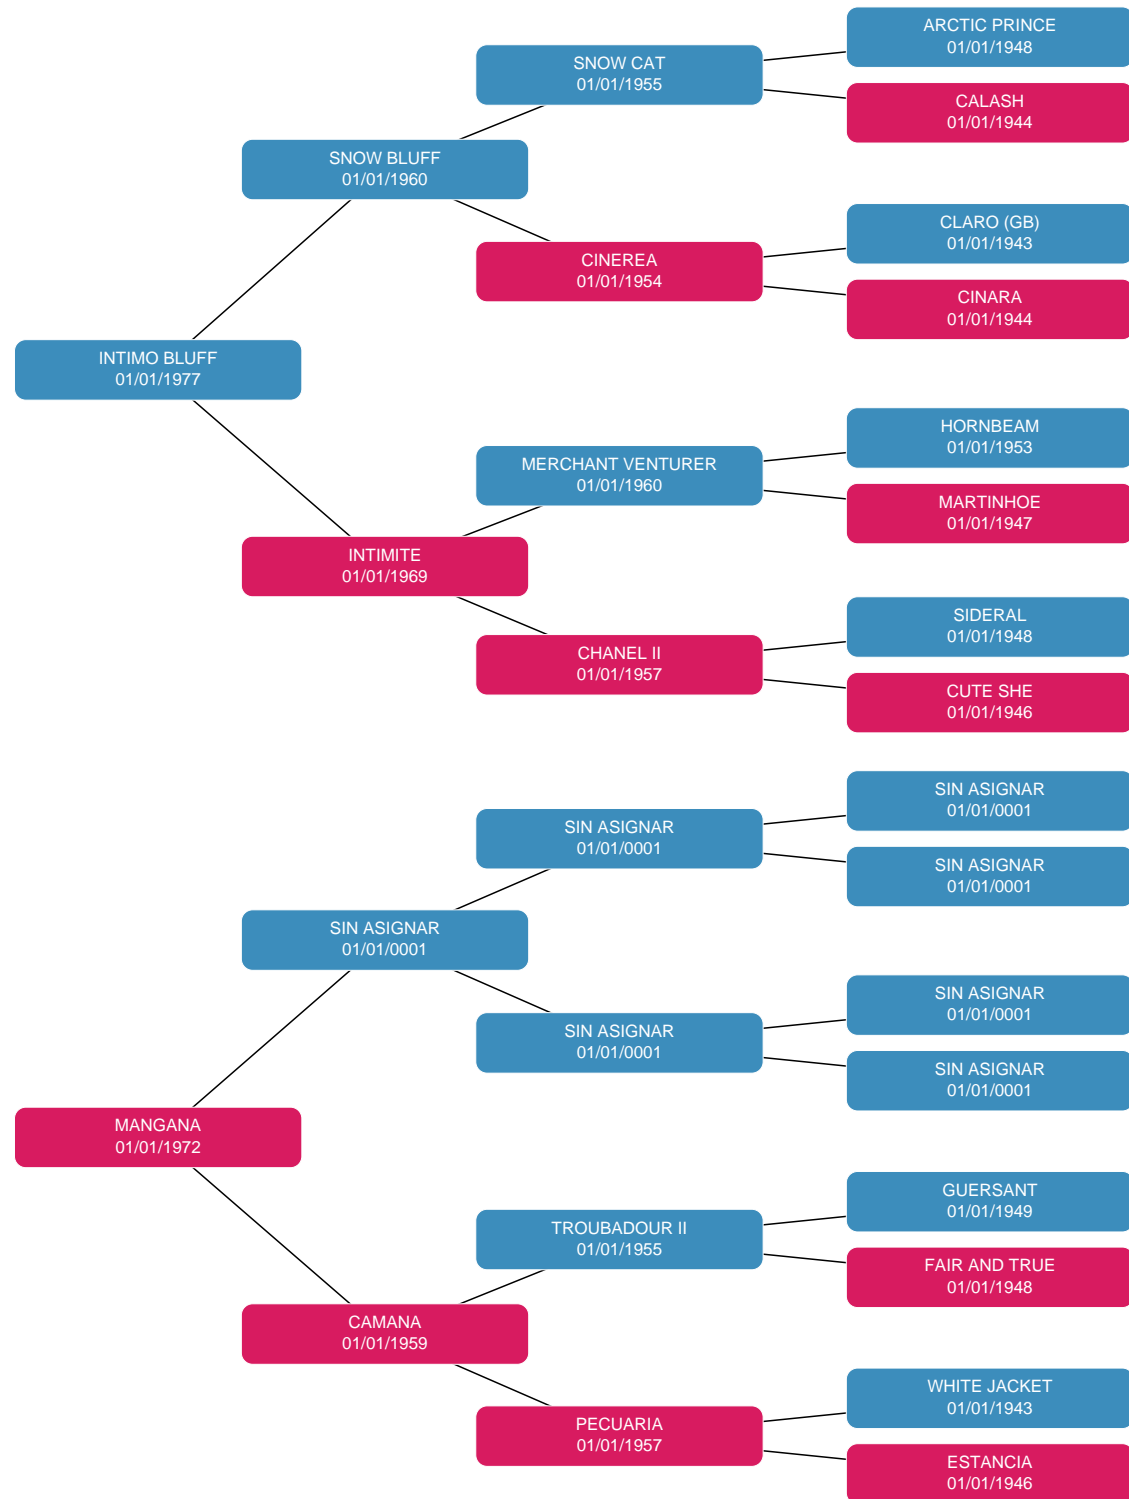 ARCTIC PRINCE
01/01/1948
SNOW CAT
01/01/1955
CALASH
01/01/1944
SNOW BLUFF
01/01/1960
CLARO (GB)
01/01/1943
CINEREA
01/01/1954
CINARA
01/01/1944
INTIMO BLUFF
01/01/1977
HORNBEAM
01/01/1953
MERCHANT VENTURER
01/01/1960
MARTINHOE
01/01/1947
INTIMITE
01/01/1969
SIDERAL
01/01/1948
CHANEL II
01/01/1957
CUTE SHE
01/01/1946
SIN ASIGNAR
01/01/0001
SIN ASIGNAR
01/01/0001
SIN ASIGNAR
01/01/0001
SIN ASIGNAR
01/01/0001
SIN ASIGNAR
01/01/0001
SIN ASIGNAR
01/01/0001
SIN ASIGNAR
01/01/0001
MANGANA
01/01/1972
GUERSANT
01/01/1949
TROUBADOUR II
01/01/1955
FAIR AND TRUE
01/01/1948
CAMANA
01/01/1959
WHITE JACKET
01/01/1943
PECUARIA
01/01/1957
ESTANCIA
01/01/1946